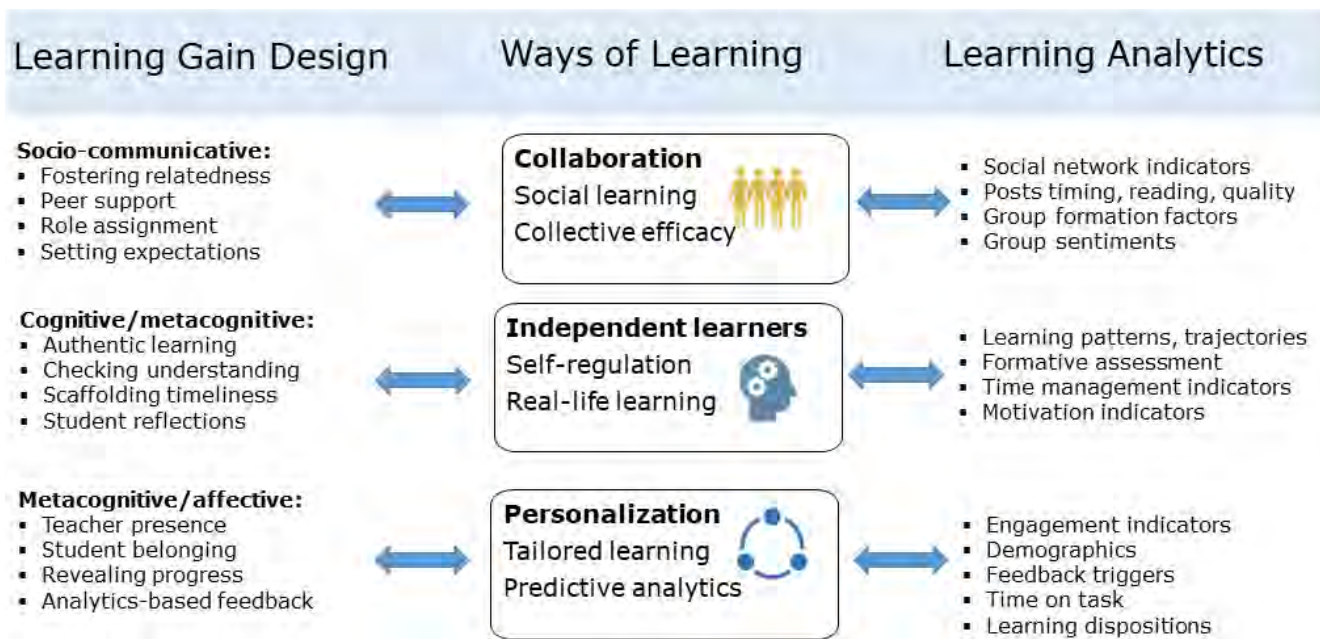 Learning Gain Design
Ways of Learning
Learning Analytics
Socio-communicative:
▪ Fostering relatedness
▪ Peer support
▪ Role assignment
▪ Setting expectations
Collaboration
Social learning
Collective efficacy
▪ Social network indicators
▪ Posts timing, reading, quality
▪ Group formation factors
▪ Group sentiments
Cognitive/metacognitive:
▪ Authentic learning
▪ Checking understanding
▪ Scaffolding timeliness
▪ Student reflections
Independent learners
Self-regulation
Real-life learning
▪ Learning patterns, trajectories
▪ Formative assessment
▪ Time management indicators
▪ Motivation indicators
Metacognitive/affective:
▪ Teacher presence
▪ Student belonging
▪ Revealing progress
▪ Analytics-based feedback
Personalization
Tailored learning
Predictive analytics
▪ Engagement indicators
▪ Demographics
▪ Feedback triggers
▪ Time on task
▪ Learning dispositions